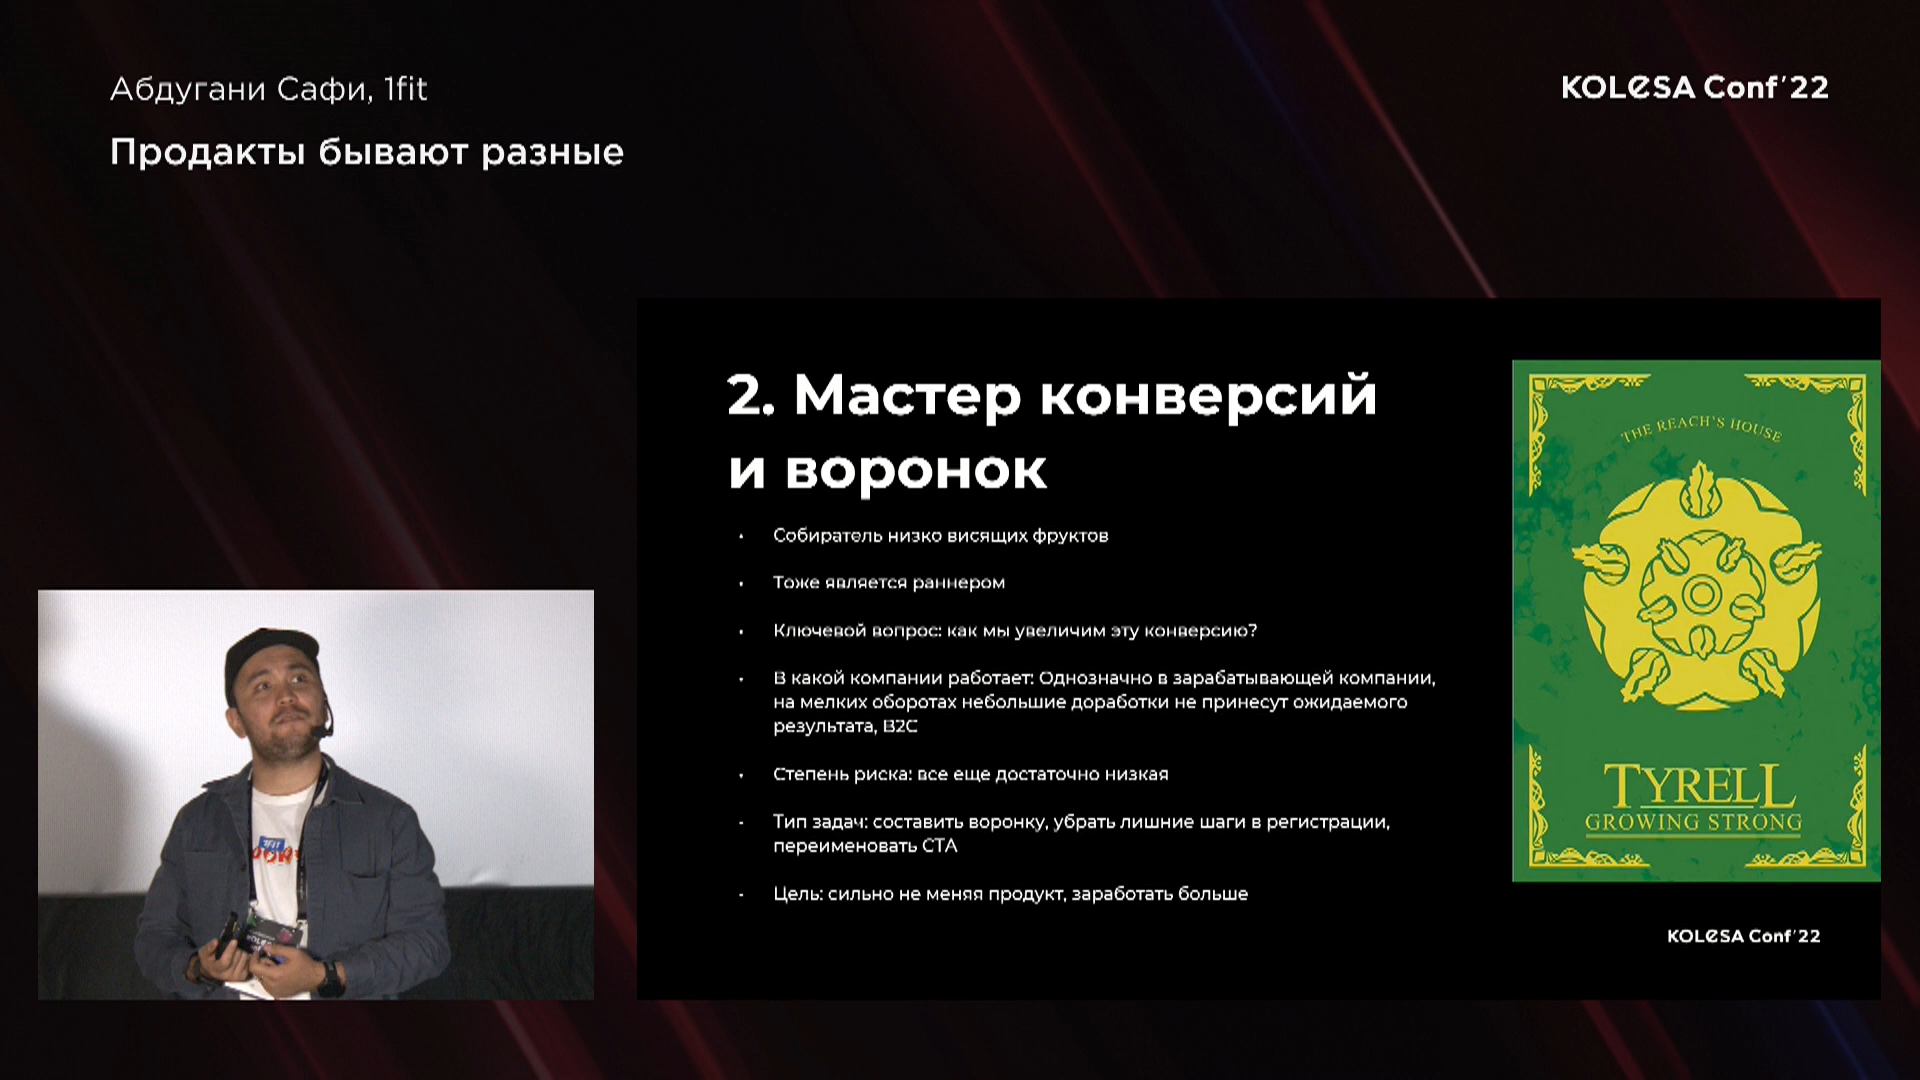 Абдугани Сафи, 1fit
Продакты бывают разные
KOLESA Conf'22
2. Мастер конверсий
и воронок
• Собиратель низко висящих фруктов
• Тоже является раннером
• Ключевой вопрос: как мы увеличим эту конверсию?
• В какой компании работает: Однозначно в зарабатывающей компании,
на мелких оборотах небольшие доработки не принесут ожидаемого
результата, B2C
• Степень риска: все еще достаточно низкая
- Тип задач: составить воронку, убрать лишние шаги в регистрации,
переименовать CTA
- Цель: сильно не меняя продукт, заработать больше
THE REACH'S HOUSE
TYRELL
GROWING STRONG
KOLESA Conf'22
1Fit